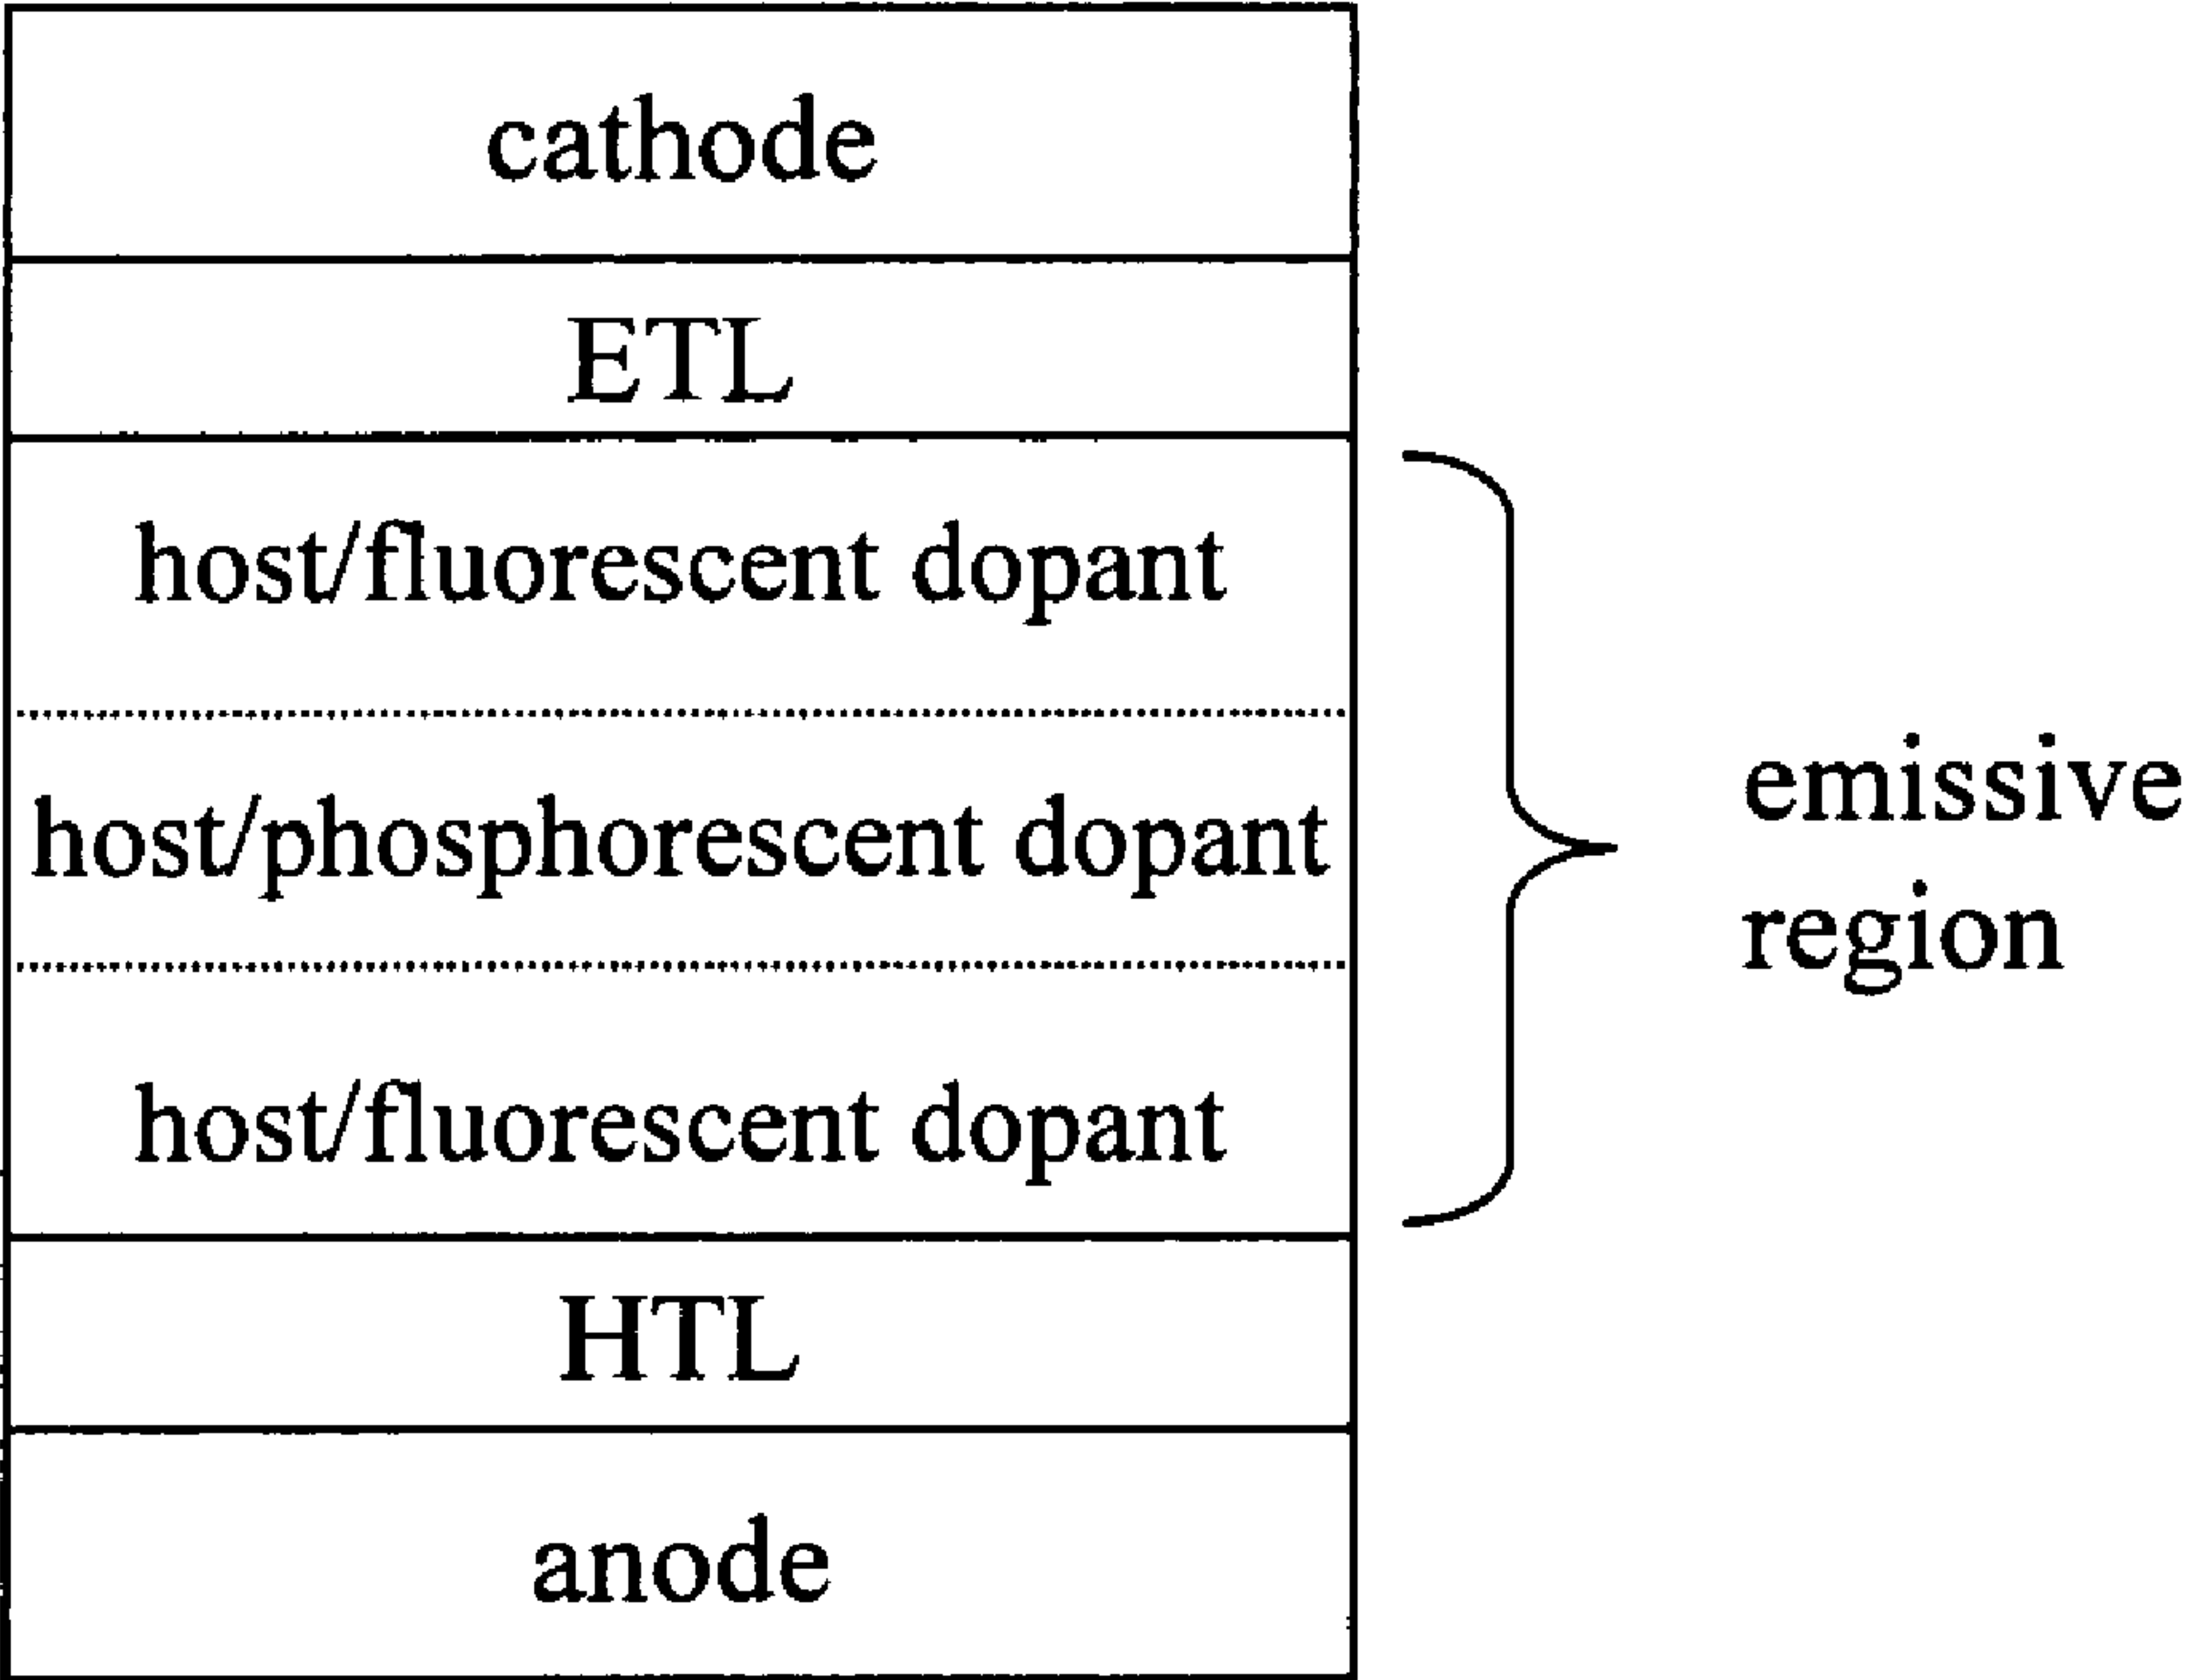 cathode
ETL
host/fluorescent dopant
host/phosphorescent dopant
host/fluorescent dopant
HTL
anode
emissive
region